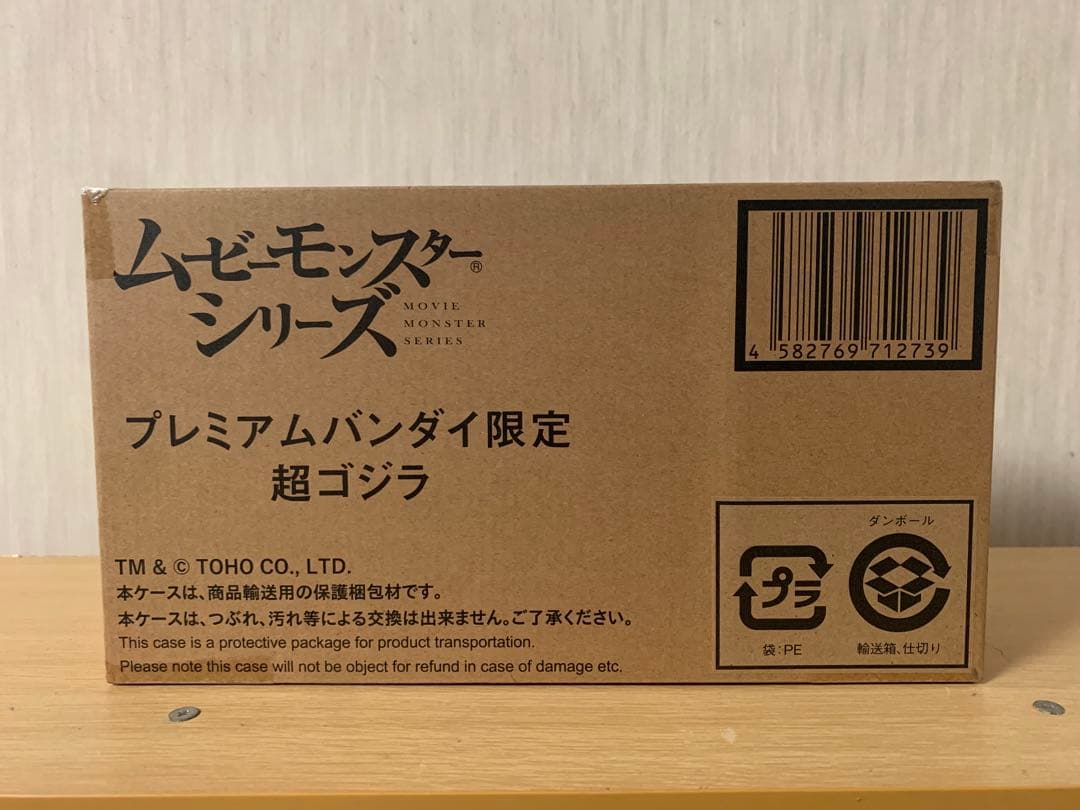 ムービーモンスター®
シリーズ
MOVIE
MONSTER
SERIES
4 582769 712739
プレミアムバンダイ限定
超ゴジラ
TM & © TOHO CO., LTD.
本ケースは、商品輸送用の保護梱包材です。
本ケースは、つぶれ、汚れ等による交換は出来ません。ご了承ください。
This case is a protective package for product transportation.
Please note this case will not be object for refund in case of damage etc.
ダンボール
プラ
袋:PE
輸送箱、仕切り